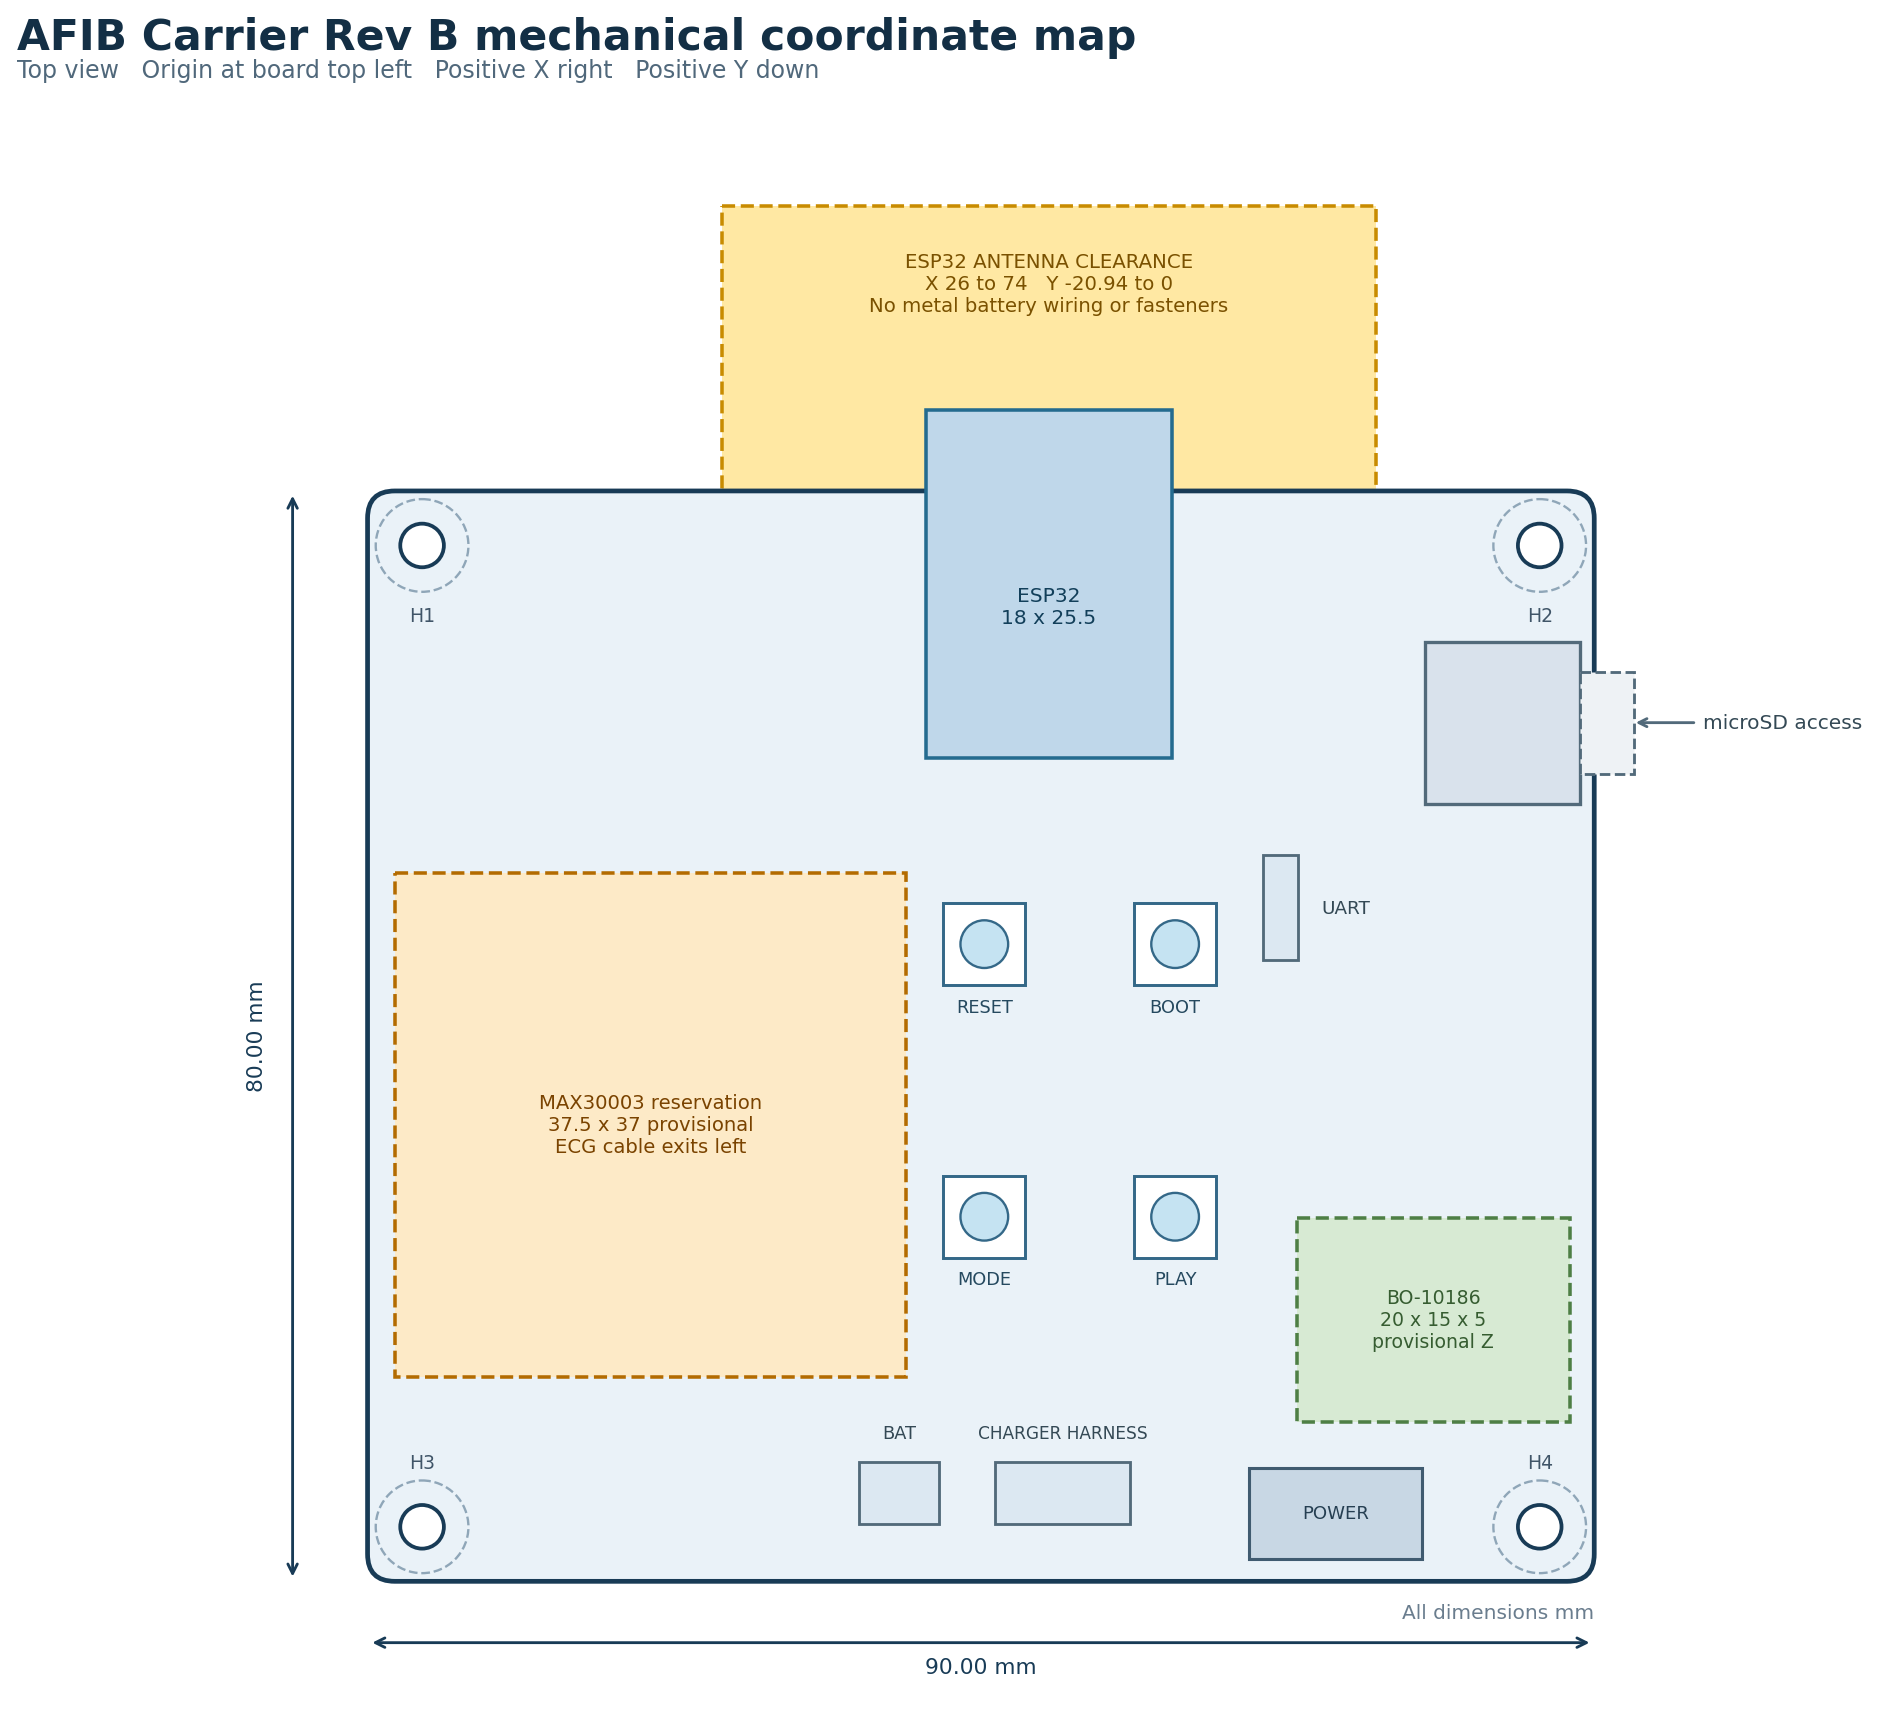 AFIB Carrier Rev B mechanical coordinate map
Top view   Origin at board top left   Positive X right   Positive Y down
ESP32 ANTENNA CLEARANCE
X 26 to 74   Y -20.94 to 0
No metal battery wiring or fasteners
ESP32
18 x 25.5
H1
H2
microSD access
UART
RESET
BOOT
80.00 mm
MAX30003 reservation
37.5 x 37 provisional
ECG cable exits left
MODE
PLAY
BO-10186
20 x 15 x 5
provisional Z
BAT
CHARGER HARNESS
H3
H4
POWER
All dimensions mm
90.00 mm